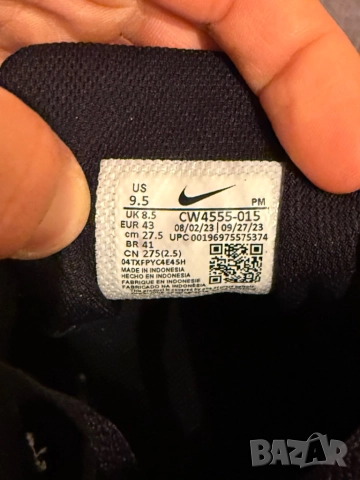 US
9.5
PM
UK 8.5
EUR 43
cm 27.5
BR 41
CN 275(2.5)
CW4555-015
08/02/23 | 09/27/23
UPC 00196975575374
04TXFPYC4E4SH
MADE IN INDONESIA
HECHO EN INDONESIA
FABRIQUE EN INDONESIE
FABRICADO NA INDONESIA
BAZAR
bg